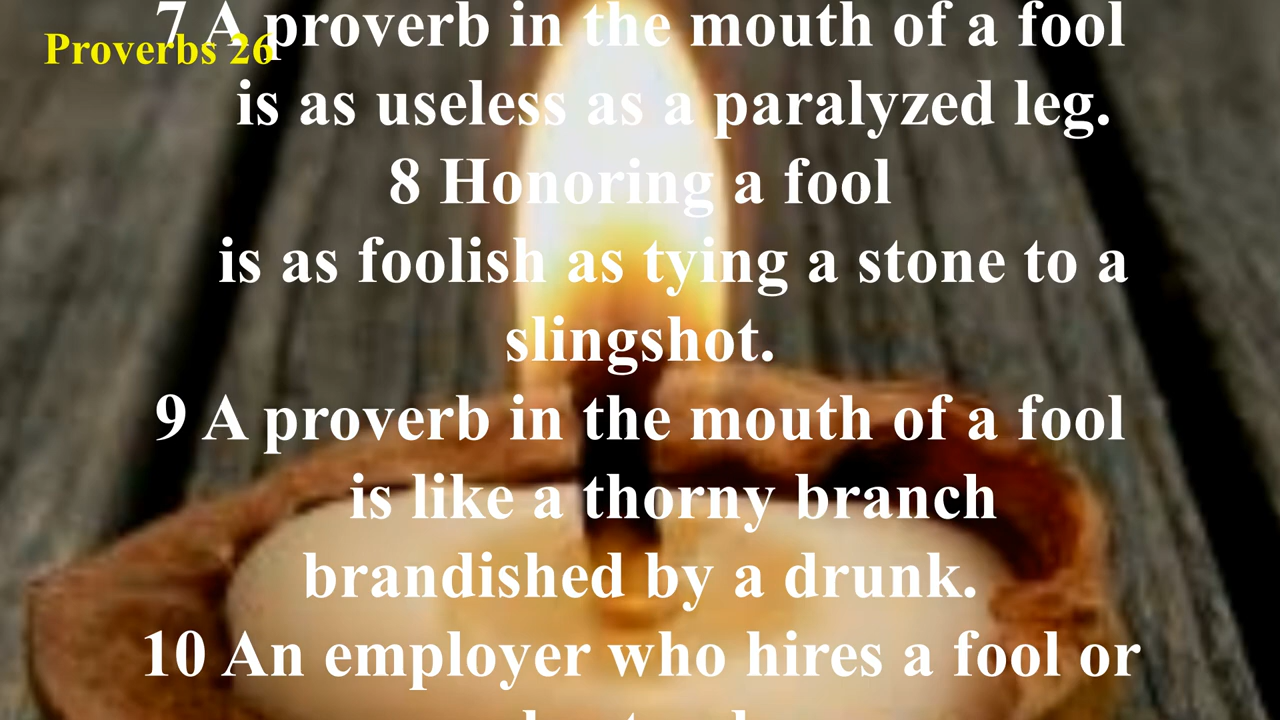 Proverbs 26
7 A proverb in the mouth of a fool
is as useless as a paralyzed leg.
8 Honoring a fool
is as foolish as tying a stone to a
slingshot.
9 A proverb in the mouth of a fool
is like a thorny branch
brandished by a drunk.
10 An employer who hires a fool or